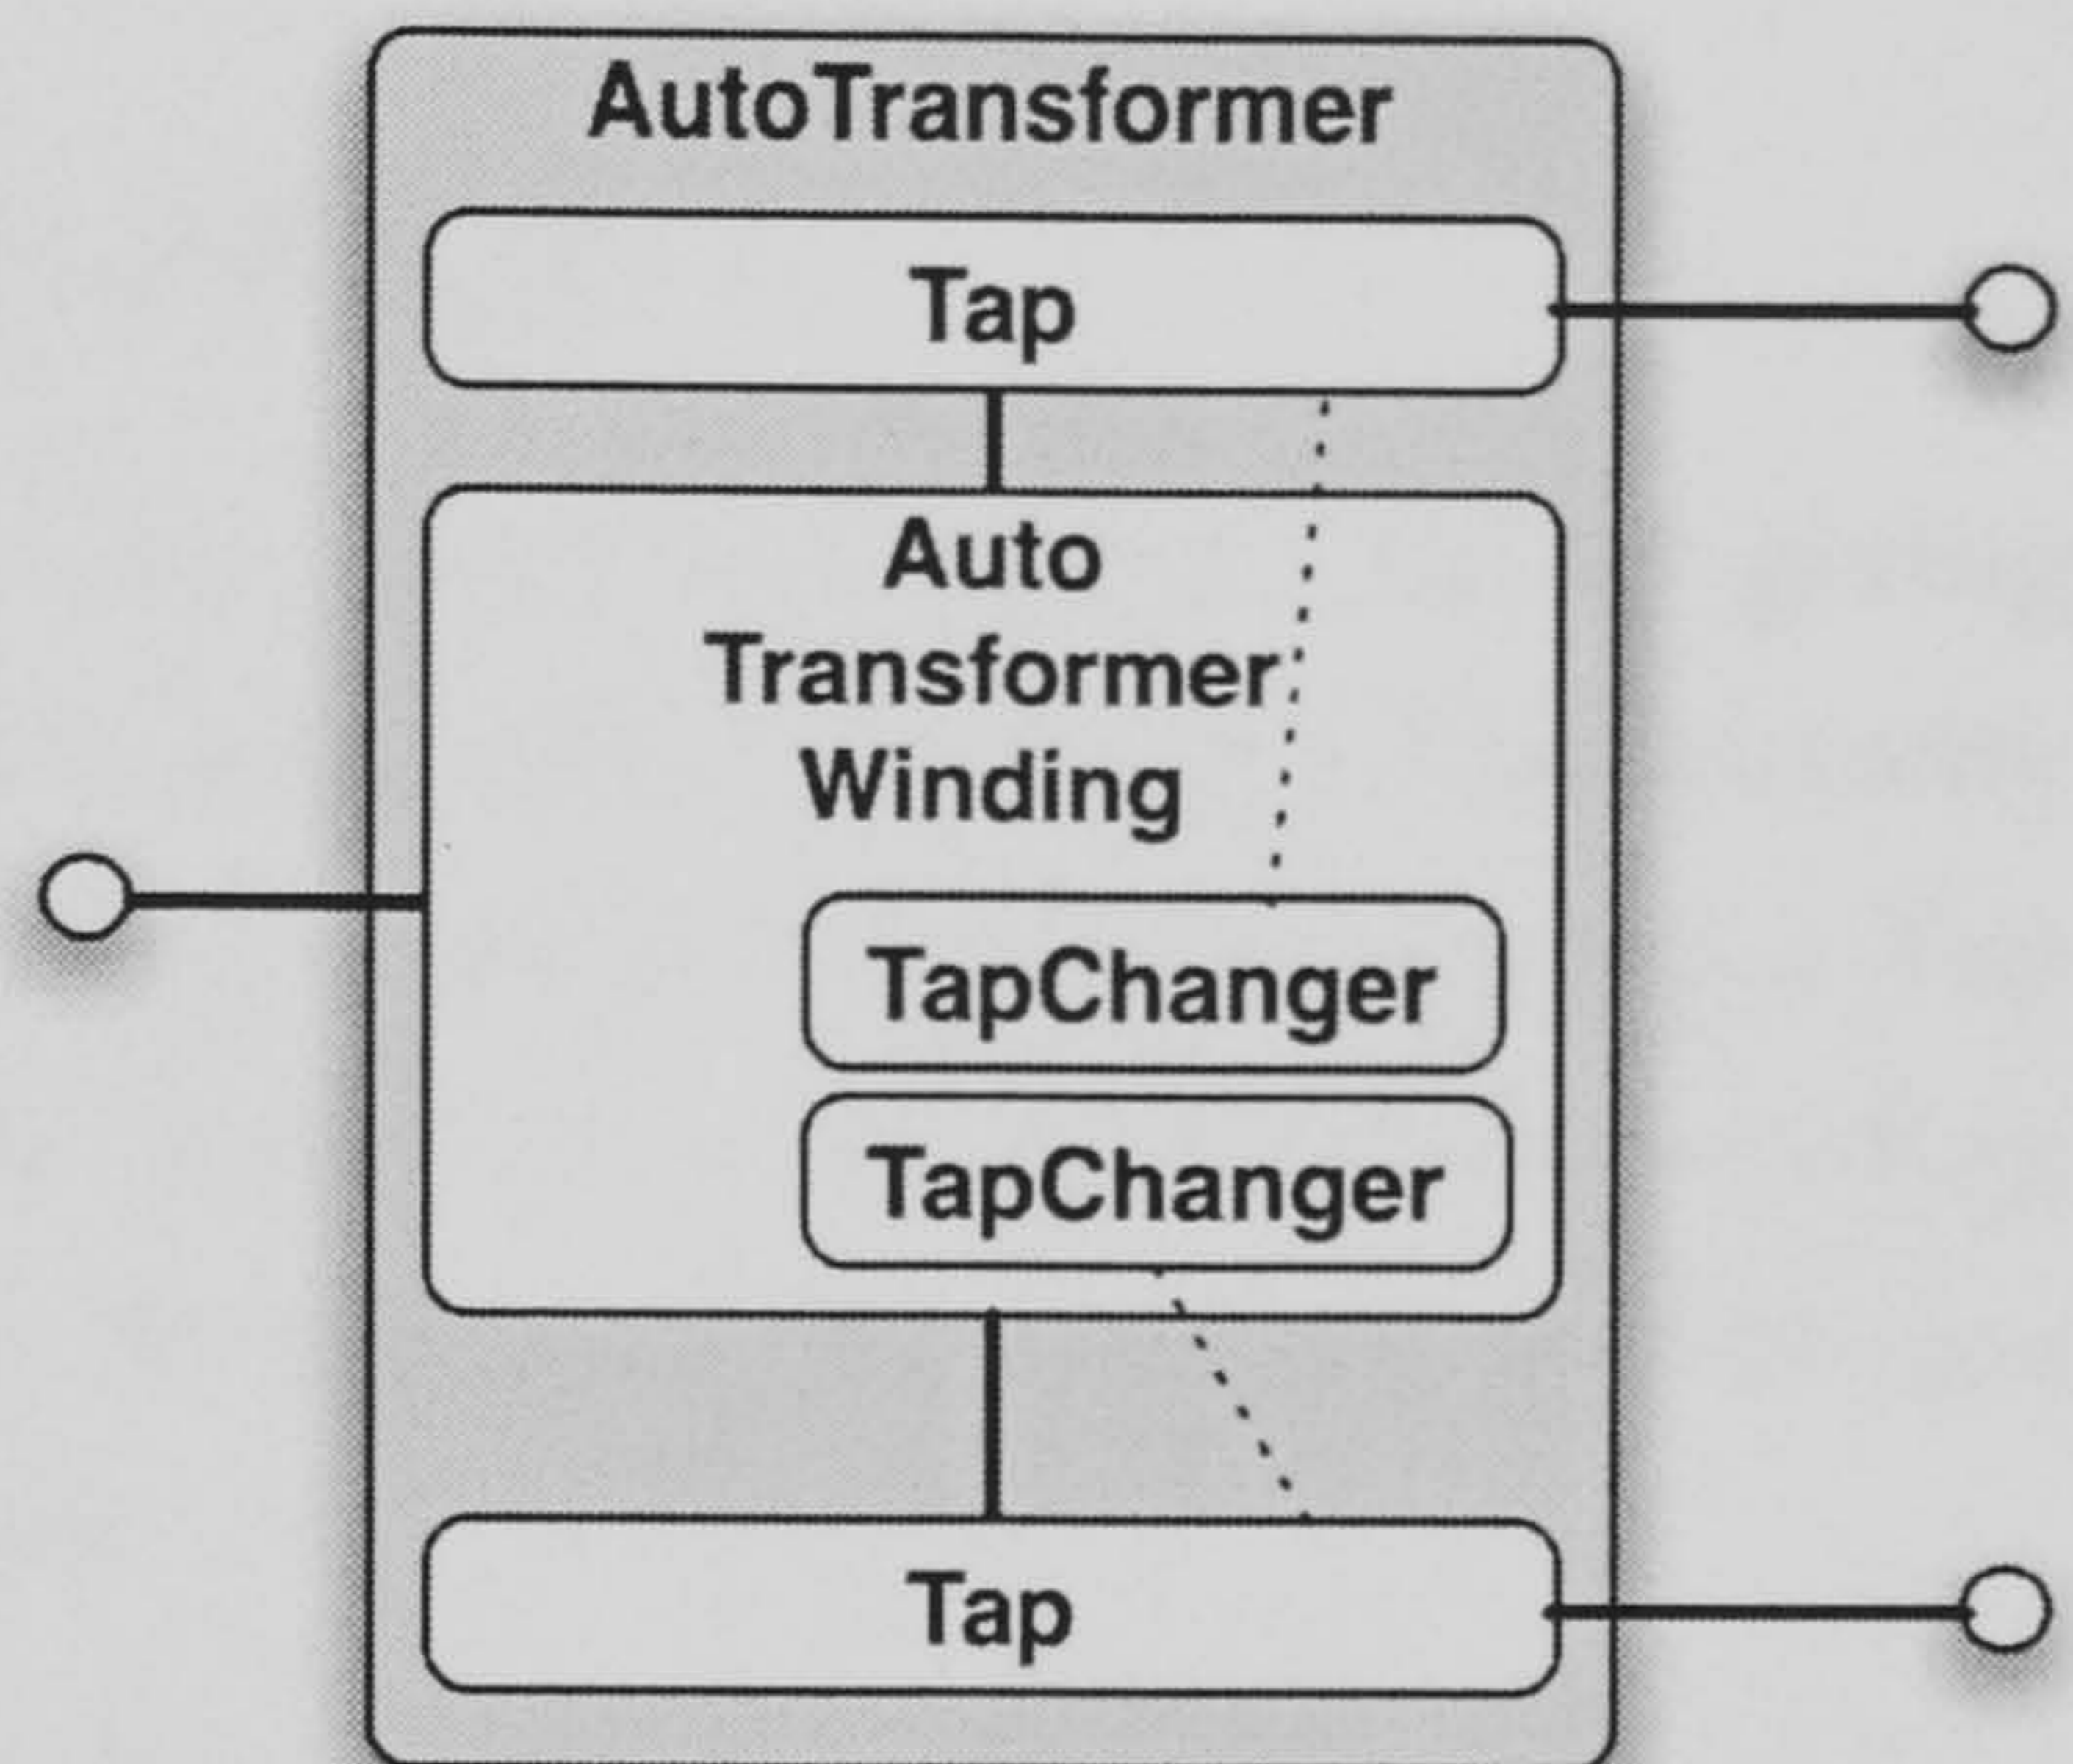 AutoTransformer
Tap
Auto
Transformer
Winding
TapChanger
TapChanger
Tap